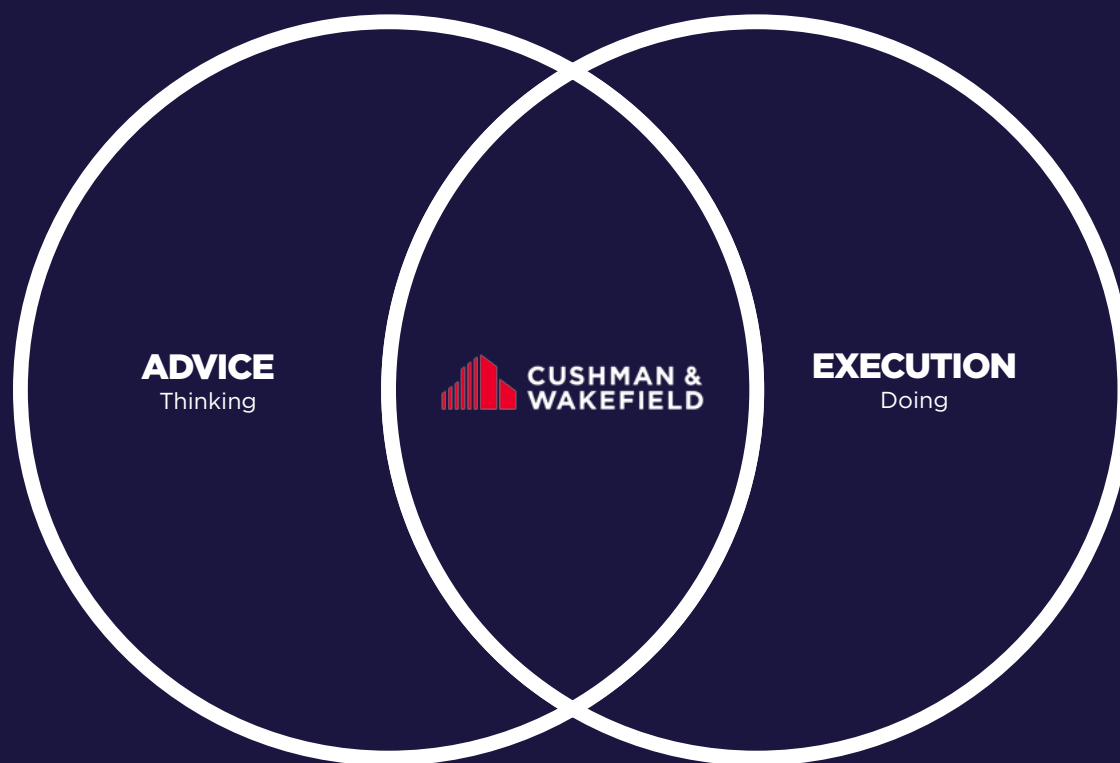 ADVICE
Thinking
CUSHMAN &
WAKEFIELD
EXECUTION
Doing